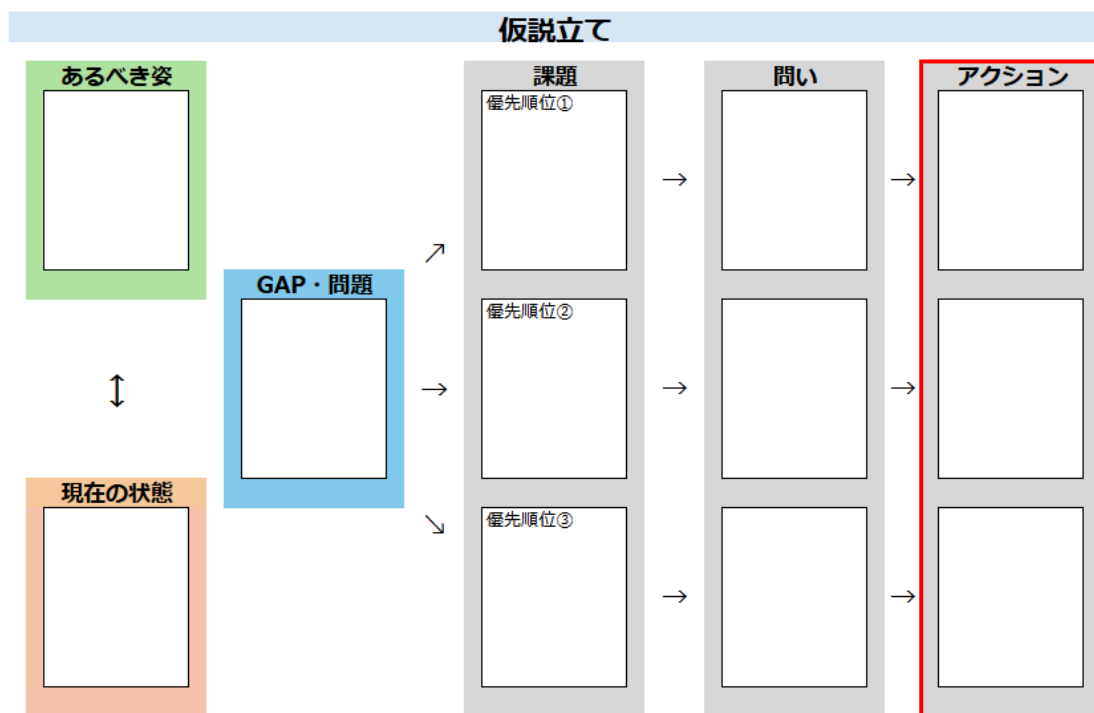 仮説立て
あるべき姿
課題
問い
アクション
優先順位①
GAP・問題
優先順位②
現在の状態
優先順位③